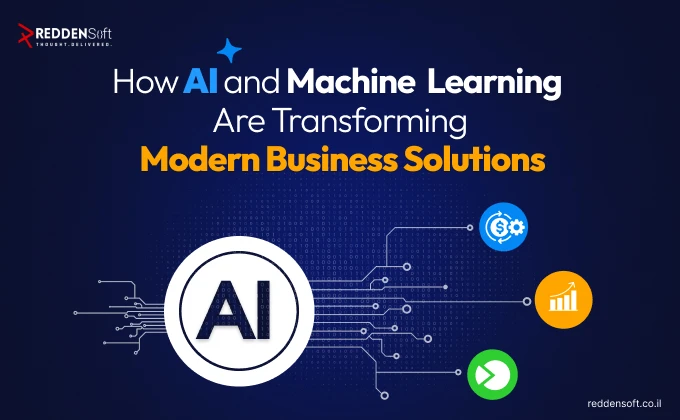 REDDENSoft
THOUGHT.DELIVERED.
How AI and Machine Learning
Are Transforming
Modern Business Solutions
AI
$
reddensoft.co.il